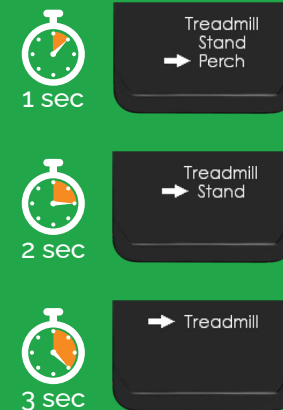 Treadmill
Stand
Perch
1 sec
Treadmill
Stand
2 sec
Treadmill
3 sec